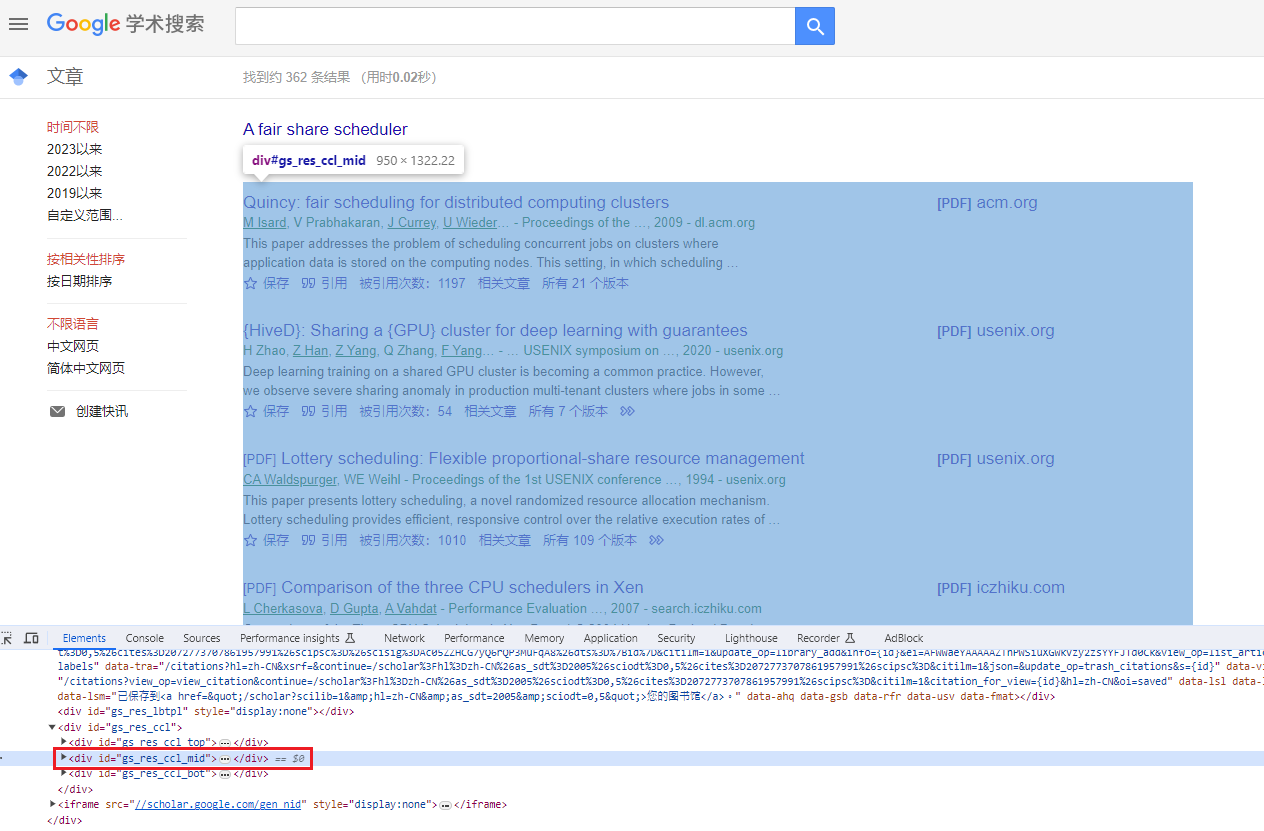 Google 学术搜索
文章
找到约 362 条结果 （用时0.02秒）
时间不限
2023以来
2022以来
2019以来
自定义范围...
按相关性排序
按日期排序
不限语言
中文网页
简体中文网页
创建快讯
A fair share scheduler
div#gs_res_ccl_mid 950 × 1322.22
Quincy: fair scheduling for distributed computing clusters
[PDF] acm.org
M Isard, V Prabhakaran, J Currey, U Wieder… - Proceedings of the …, 2009 - dl.acm.org
This paper addresses the problem of scheduling concurrent jobs on clusters where
application data is stored on the computing nodes. This setting, in which scheduling …
保存 引用 被引用次数：1197 相关文章 所有 21 个版本
{HiveD}: Sharing a {GPU} cluster for deep learning with guarantees
[PDF] usenix.org
H Zhao, Z Han, Z Yang, Q Zhang, F Yang… - … USENIX symposium on …, 2020 - usenix.org
Deep learning training on a shared GPU cluster is becoming a common practice. However,
we observe severe sharing anomaly in production multi-tenant clusters where jobs in some …
保存 引用 被引用次数：54 相关文章 所有 7 个版本
[PDF] Lottery scheduling: Flexible proportional-share resource management
[PDF] usenix.org
CA Waldspurger, WE Weihl - Proceedings of the 1st USENIX conference …, 1994 - usenix.org
This paper presents lottery scheduling, a novel randomized resource allocation mechanism.
Lottery scheduling provides efficient, responsive control over the relative execution rates of …
保存 引用 被引用次数：1010 相关文章 所有 109 个版本
[PDF] Comparison of the three CPU schedulers in Xen
[PDF] iczhiku.com
L Cherkasova, D Gupta, A Vahdat - Performance Evaluation …, 2007 - search.iczhiku.com
Elements Console Sources Performance insights Network Performance Memory Application Security Lighthouse Recorder AdBlock
labels" data-tra="/citations?hl=zh-CN&xsrf=&continue=/scholar%3Fhl%3Dzh-CN%26as_sdt%3D2005%26sciodt%3D0,5%26cites%3D2072773707861957991%26scipsc%3D&citilm=1&json=&update_op=trash_citations&s={id}" data-vi
"/citations?view_op=view_citation&continue=/scholar%3Fhl%3Dzh-CN%26as_sdt%3D2005%26sciodt%3D0,5%26cites%3D2072773707861957991%26scipsc%3D&citilm=1&citation_for_view={id}&hl=zh-CN&oi=saved" data-lsl data-
data-lsm="已保存到<a href=&quot;/scholar?scilib=1&amp;hl=zh-CN&amp;as_sdt=2005&amp;sciodt=0,5&quot;>您的图书馆</a>。" data-ahq data-gsb data-rfr data-usv data-fmat></div>
<div id="gs_res_lbtpl" style="display:none"></div>
<div id="gs_res_ccl">
<div id="gs_res_ccl_top">…</div>
<div id="gs_res_ccl_mid">…</div> == $0
<div id="gs_res_ccl_bot">…</div>
</div>
<iframe src="//scholar.google.com/gen_nid" style="display:none">…</iframe>
</div>